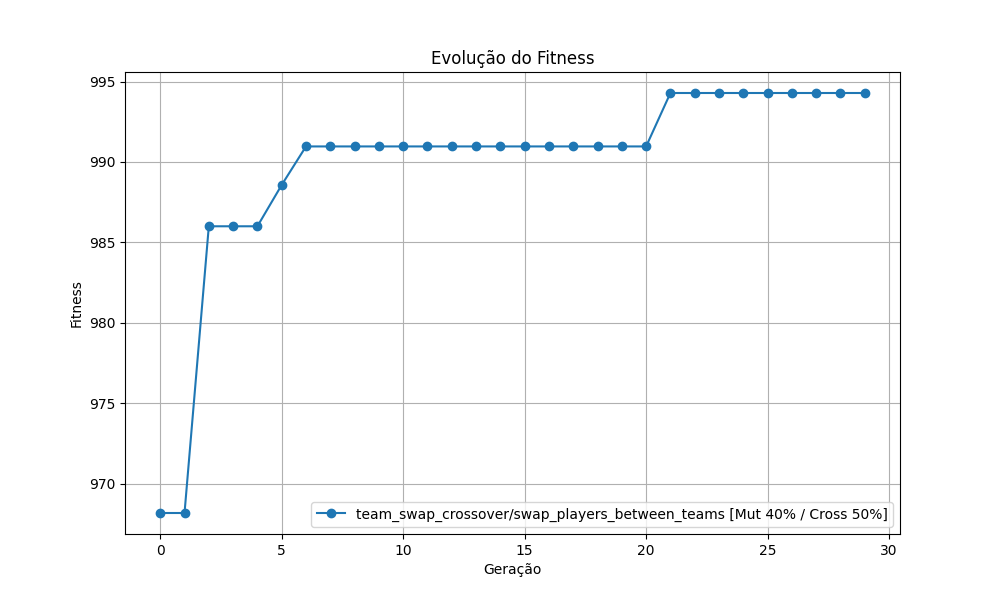 Evolução do Fitness
995
990
985
980
975
970
Fitness
team_swap_crossover/swap_players_between_teams [Mut 40% / Cross 50%]
0 5 10 15 20 25 30
Geração